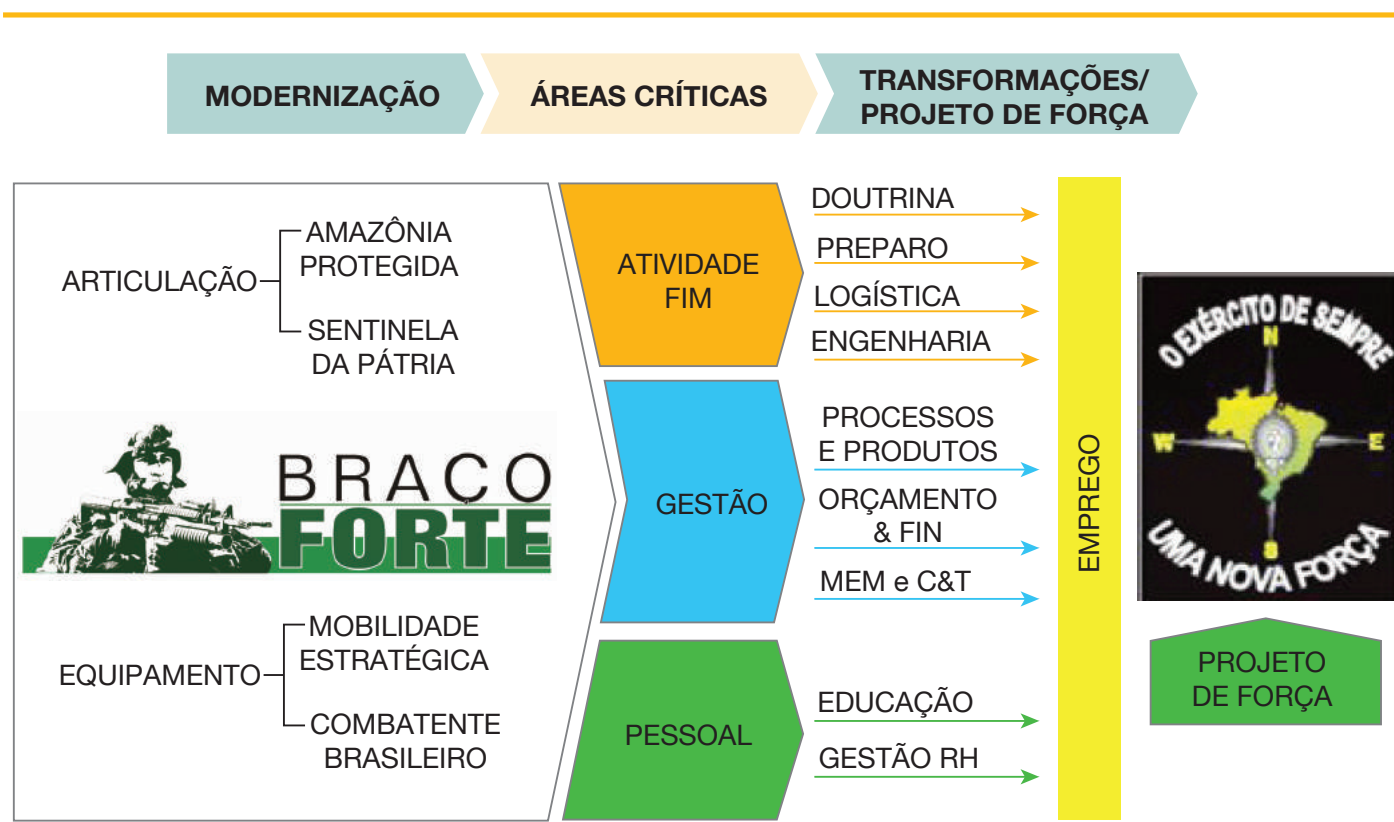 MODERNIZAÇÃO
ÁREAS CRÍTICAS
TRANSFORMAÇÕES/
PROJETO DE FORÇA
ARTICULAÇÃO
AMAZÔNIA
PROTEGIDA
SENTINELA
DA PÁTRIA
BRAÇO
FORTE
EQUIPAMENTO
MOBILIDADE
ESTRATÉGICA
COMBATENTE
BRASILEIRO
ATIVIDADE
FIM
GESTÃO
PESSOAL
DOUTRINA
PREPARO
LOGÍSTICA
ENGENHARIA
PROCESSOS
E PRODUTOS
ORÇAMENTO
& FIN
MEM e C&T
EDUCAÇÃO
GESTÃO RH
EMPREGO
O EXÉRCITO DE SEMPRE
N
W
E
S
UMA NOVA FORÇA
PROJETO
DE FORÇA